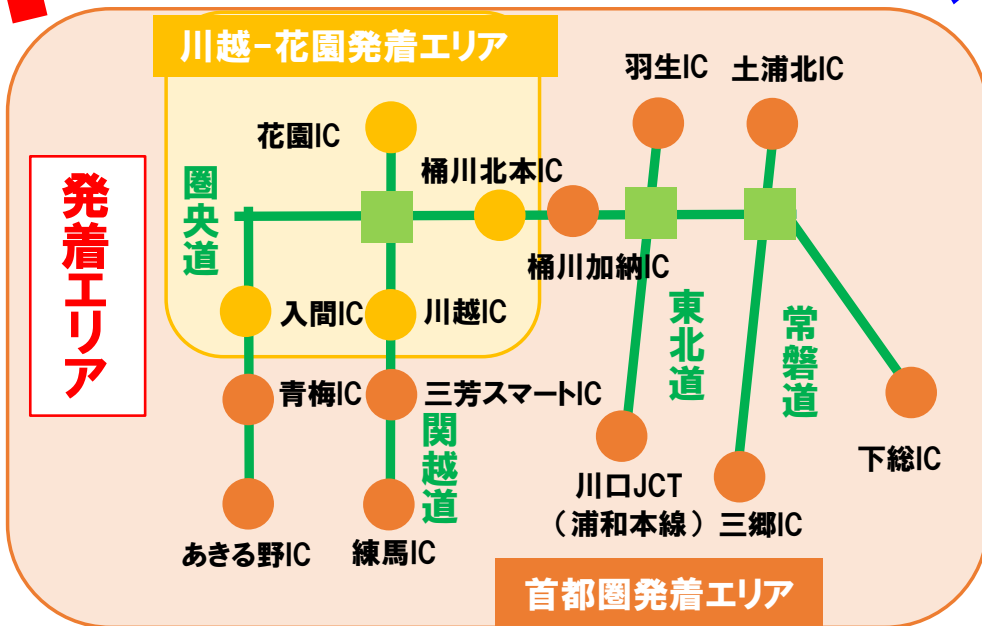 川越-花園発着エリア
羽生IC
土浦北IC
花園IC
桶川北本IC
圏央道
発着エリア
桶川加納IC
入間IC
川越IC
東北道
常磐道
青梅IC
三芳スマートIC
関越道
下総IC
川口JCT
(浦和本線)
三郷IC
あきる野IC
練馬IC
首都圏発着エリア